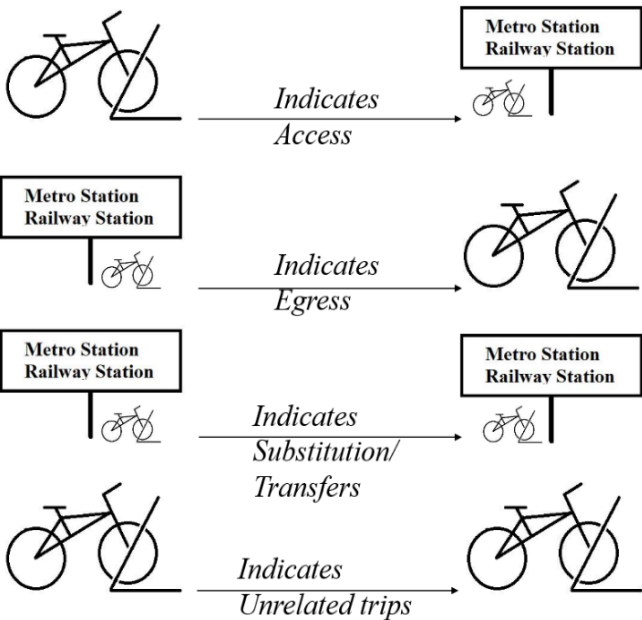 Metro Station
Railway Station
Indicates
Access
Metro Station
Railway Station
Indicates
Egress
Metro Station
Railway Station
Metro Station
Railway Station
Indicates
Substitution/
Transfers
Indicates
Unrelated trips